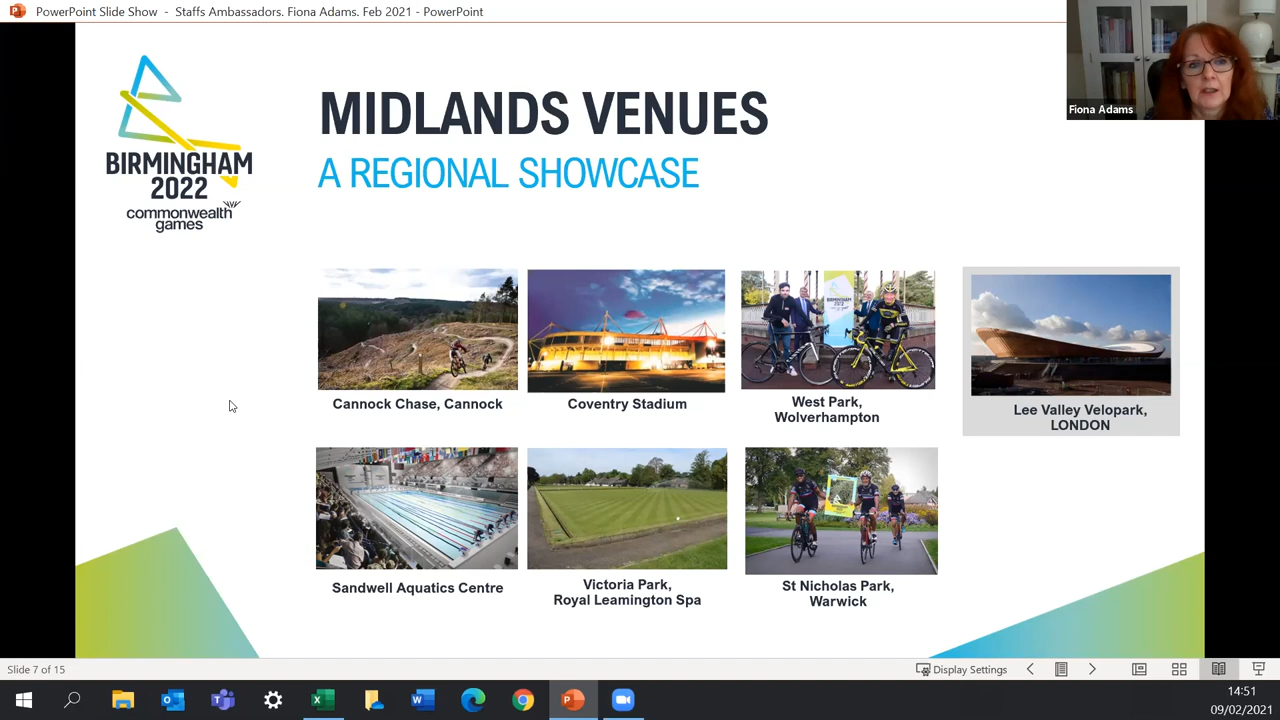 PowerPoint Slide Show - Staffs Ambassadors. Fiona Adams. Feb 2021 - PowerPoint
Fiona Adams
BIRMINGHAM
2022
commonwealth
games
MIDLANDS VENUES
A REGIONAL SHOWCASE
BIRMINGHAM
2022
Cannock Chase, Cannock
Coventry Stadium
West Park,
Wolverhampton
Lee Valley Velopark,
LONDON
Sandwell Aquatics Centre
Victoria Park,
Royal Leamington Spa
St Nicholas Park,
Warwick
Slide 7 of 15
Display Settings
14:51
09/02/2021